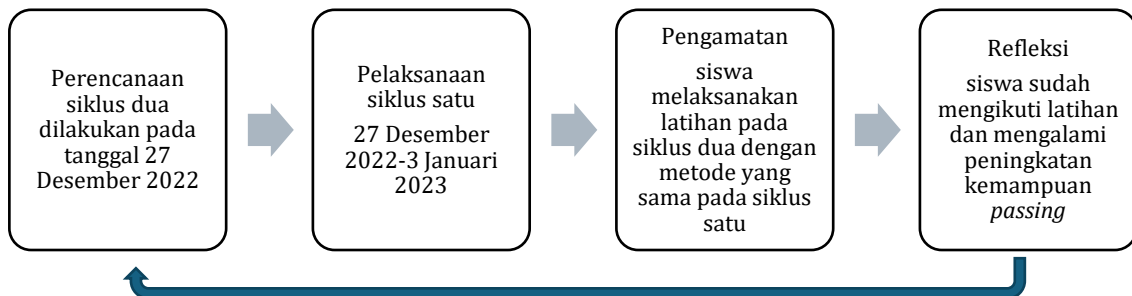 Perencanaan
siklus dua
dilakukan pada
tanggal 27
Desember 2022
Pelaksanaan
siklus satu
27 Desember
2022-3 Januari
2023
Pengamatan
siswa
melaksanakan
latihan pada
siklus dua dengan
metode yang
sama pada siklus
satu
Refleksi
siswa sudah
mengikuti latihan
dan mengalami
peningkatan
kemampuan
passing